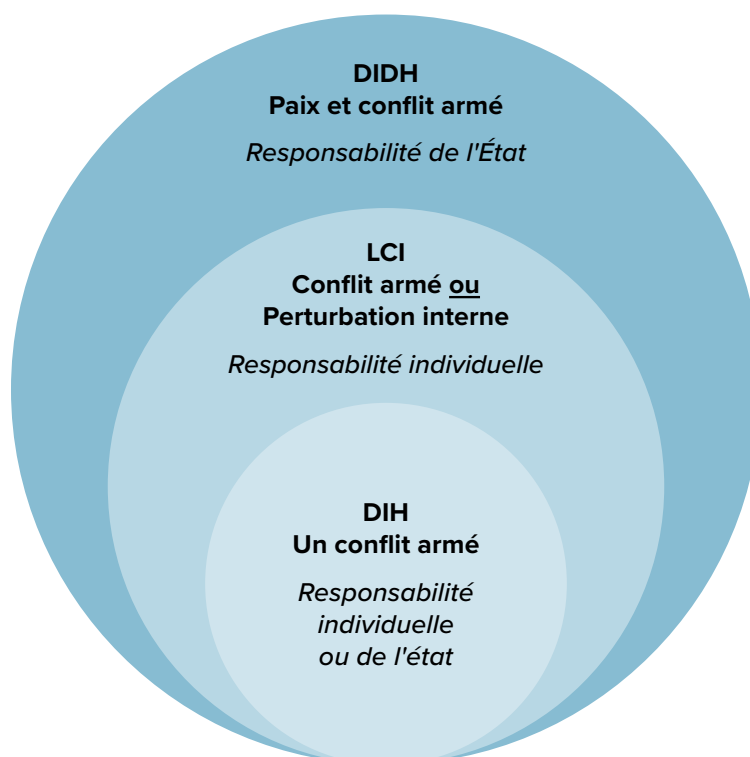 DIDH
Paix et conflit armé
Responsabilité de l'État
LCI
Conflit armé ou
Perturbation interne
Responsabilité individuelle
DIH
Un conflit armé
Responsabilité
individuelle
ou de l'état